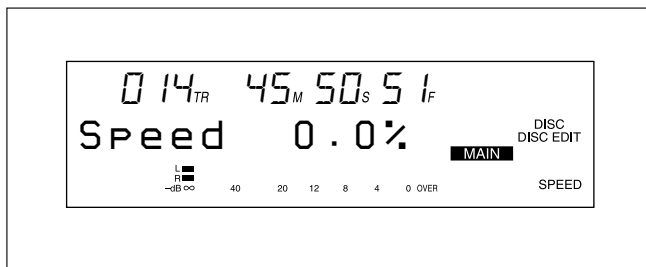 014TR 45M 50S 51F
Speed 0.0%
MAIN
DISC
DISC EDIT
L
R
-dB ∞ 40 20 12 8 4 0 OVER
SPEED